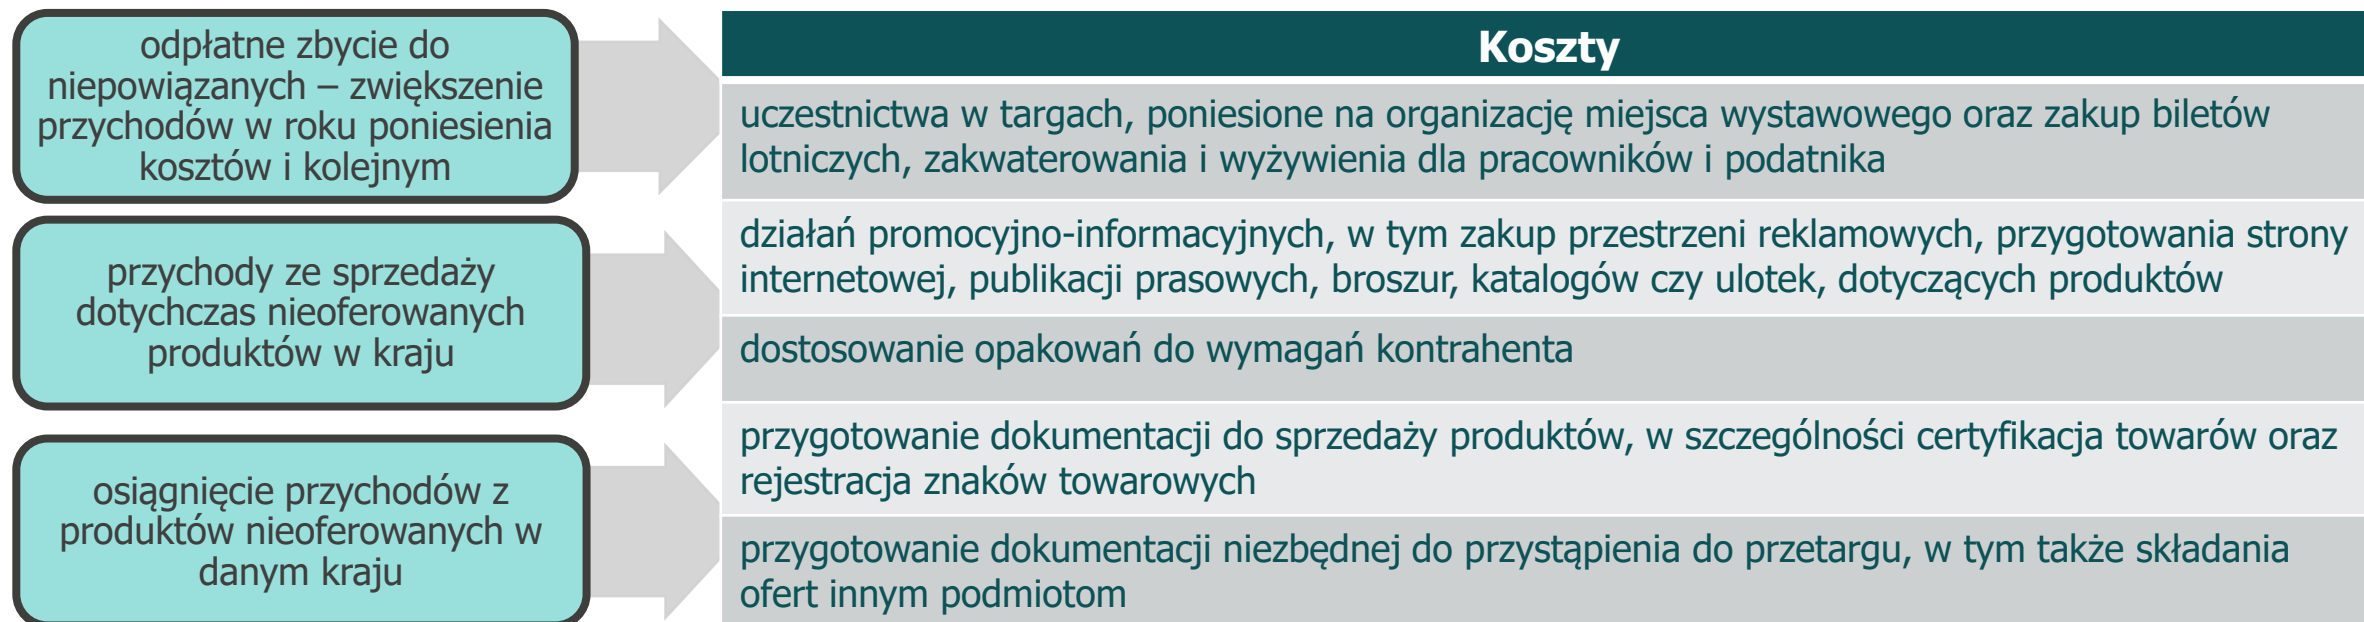 odpłatne zbycie do
niepowiązanych – zwiększenie
przychodów w roku poniesienia
kosztów i kolejnym
przychody ze sprzedaży
dotychczas nieoferowanych
produktów w kraju
osiągnięcie przychodów z
produktów nieoferowanych w
danym kraju
Koszty
uczestnictwa w targach, poniesione na organizację miejsca wystawowego oraz zakup biletów
lotniczych, zakwaterowania i wyżywienia dla pracowników i podatnika
działań promocyjno-informacyjnych, w tym zakup przestrzeni reklamowych, przygotowania strony
internetowej, publikacji prasowych, broszur, katalogów czy ulotek, dotyczących produktów
dostosowanie opakowań do wymagań kontrahenta
przygotowanie dokumentacji do sprzedaży produktów, w szczególności certyfikacja towarów oraz
rejestracja znaków towarowych
przygotowanie dokumentacji niezbędnej do przystąpienia do przetargu, w tym także składania
ofert innym podmiotom